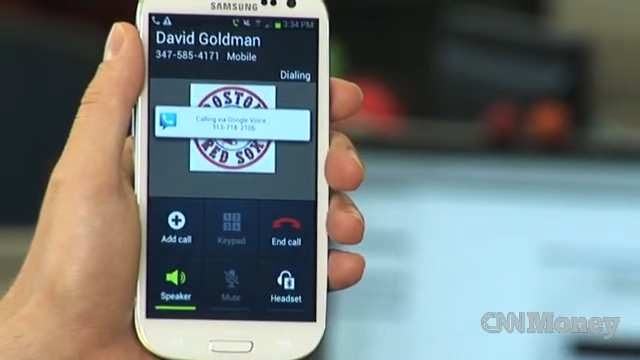 SAMSUNG
3:34 PM
David Goldman
347-585-4171 Mobile
Dialing
BOSTON
Calling via Google Voice...
313-718-2106
RED SOX
Add call
Keypad
End call
Speaker
Mute
Headset
CNNMoney